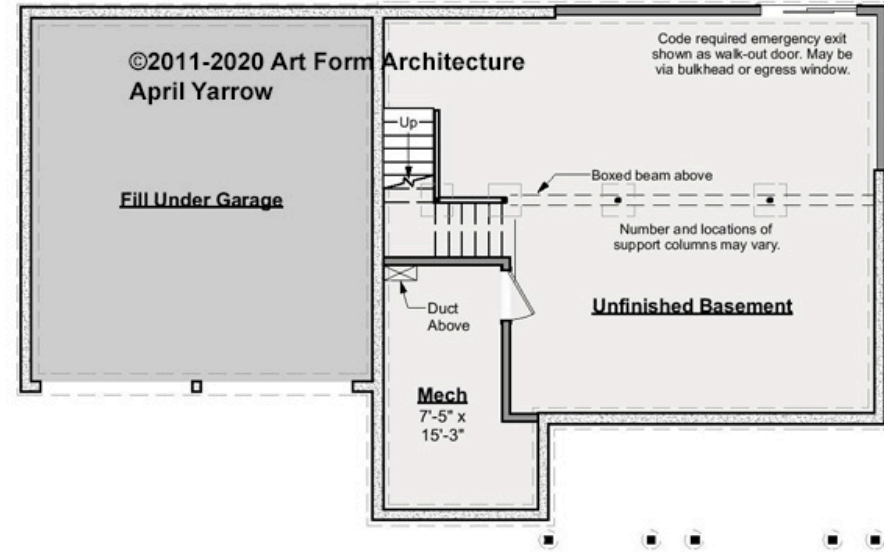 ©2011-2020 Art Form Architecture
April Yarrow
Code required emergency exit
shown as walk-out door. May be
via bulkhead or egress window.
Up
Boxed beam above
Fill Under Garage
Number and locations of
support columns may vary.
Unfinished Basement
Duct
Above
Mech
7'-5" x
15'-3"